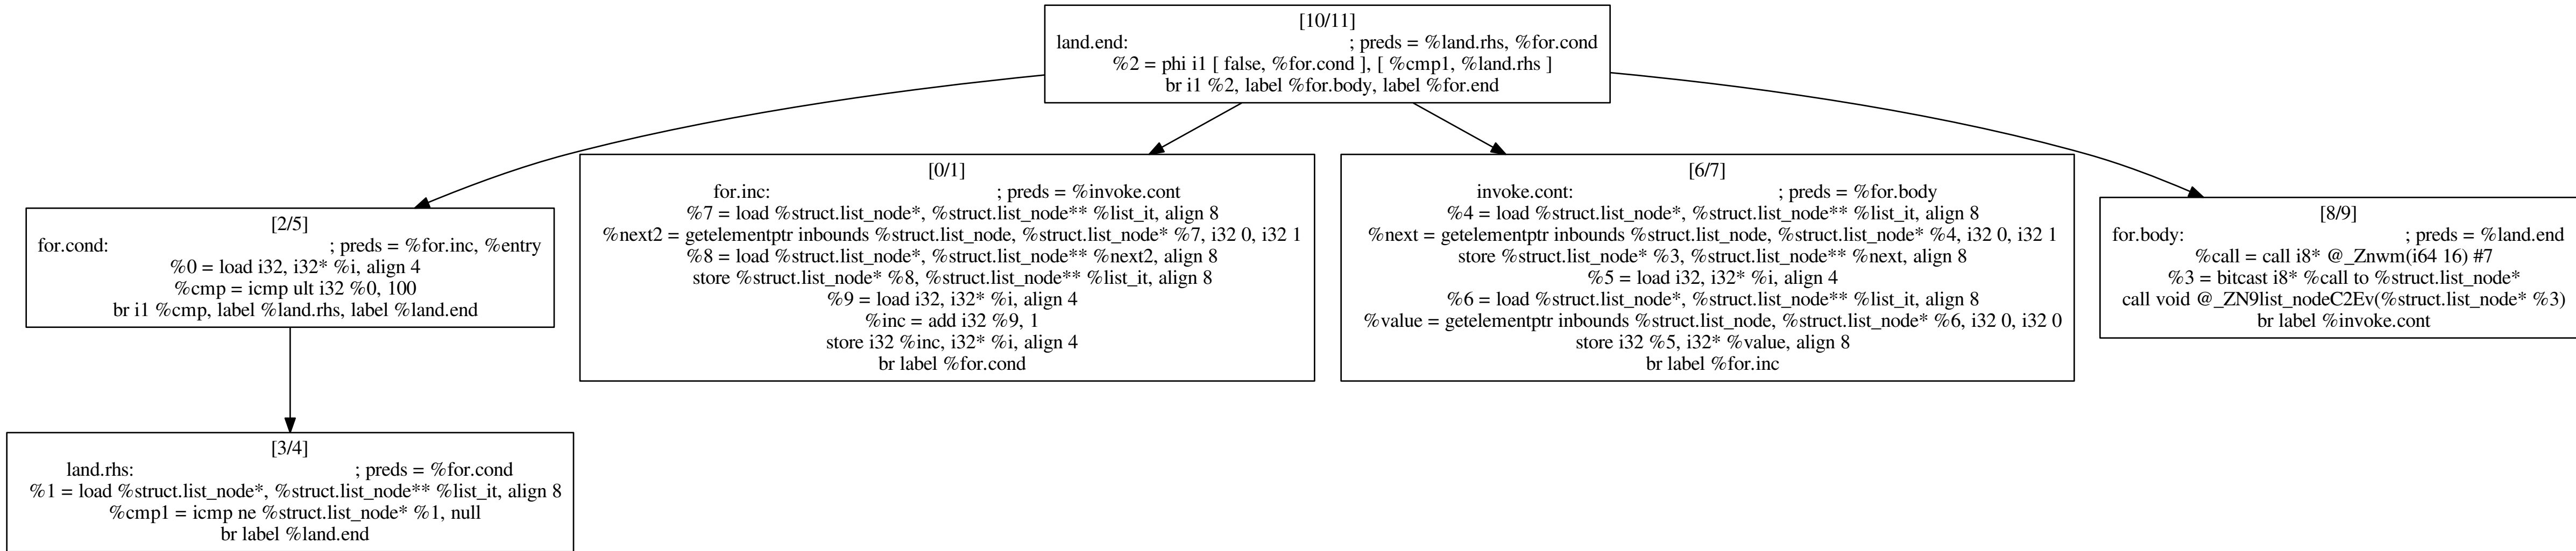 [10/11]
land.end: ; preds = %land.rhs, %for.cond
%2 = phi i1 [ false, %for.cond ], [ %cmp1, %land.rhs ]
br i1 %2, label %for.body, label %for.end
[2/5]
for.cond: ; preds = %for.inc, %entry
%0 = load i32, i32* %i, align 4
%cmp = icmp ult i32 %0, 100
br i1 %cmp, label %land.rhs, label %land.end
[0/1]
for.inc: ; preds = %invoke.cont
%7 = load %struct.list_node*, %struct.list_node** %list_it, align 8
%next2 = getelementptr inbounds %struct.list_node, %struct.list_node* %7, i32 0, i32 1
%8 = load %struct.list_node*, %struct.list_node** %next2, align 8
store %struct.list_node* %8, %struct.list_node** %list_it, align 8
%9 = load i32, i32* %i, align 4
%inc = add i32 %9, 1
store i32 %inc, i32* %i, align 4
br label %for.cond
[6/7]
invoke.cont: ; preds = %for.body
%4 = load %struct.list_node*, %struct.list_node** %list_it, align 8
%next = getelementptr inbounds %struct.list_node, %struct.list_node* %4, i32 0, i32 1
store %struct.list_node* %3, %struct.list_node** %next, align 8
%5 = load i32, i32* %i, align 4
%6 = load %struct.list_node*, %struct.list_node** %list_it, align 8
%value = getelementptr inbounds %struct.list_node, %struct.list_node* %6, i32 0, i32 0
store i32 %5, i32* %value, align 8
br label %for.inc
[8/9]
for.body: ; preds = %land.end
%call = call i8* @_Znwm(i64 16) #7
%3 = bitcast i8* %call to %struct.list_node*
call void @_ZN9list_nodeC2Ev(%struct.list_node* %3)
br label %invoke.cont
[3/4]
land.rhs: ; preds = %for.cond
%1 = load %struct.list_node*, %struct.list_node** %list_it, align 8
%cmp1 = icmp ne %struct.list_node* %1, null
br label %land.end